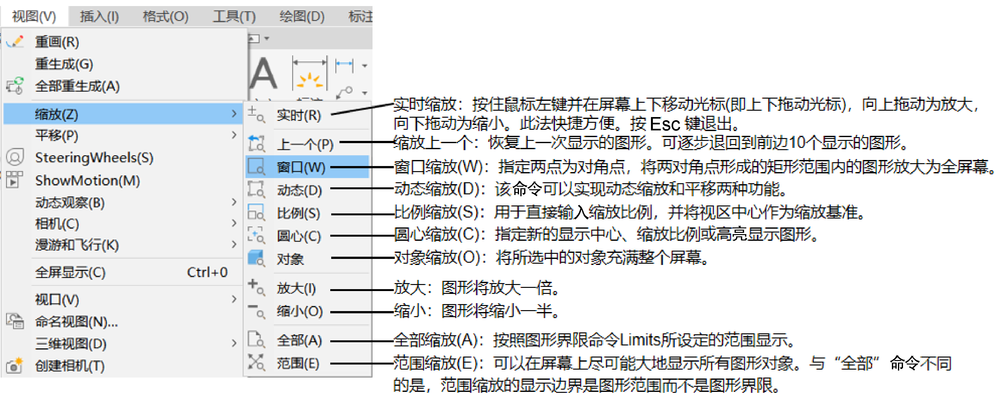 视图(V) 插入(I) 格式(O) 工具(T) 绘图(D) 标注
重画(R)
重生成(G)
全部重生成(A)
缩放(Z)
平移(P)
SteeringWheels(S)
ShowMotion(M)
动态观察(B)
相机(C)
漫游和飞行(K)
全屏显示(C) Ctrl+0
视口(V)
命名视图(N)...
三维视图(D)
创建相机(T)
A
实时(R)
上一个(P)
窗口(W)
动态(D)
比例(S)
圆心(C)
对象
放大(I)
缩小(O)
全部(A)
范围(E)
实时缩放：按住鼠标左键并在屏幕上下移动光标(即上下拖动光标)，向上拖动为放大，
向下拖动为缩小。此法快捷方便。按 Esc 键退出。
缩放上一个：恢复上一次显示的图形。可逐步退回到前边10个显示的图形。
窗口缩放(W)：指定两点为对角点，将两对角点形成的矩形范围内的图形放大为全屏幕。
动态缩放(D)：该命令可以实现动态缩放和平移两种功能。
比例缩放(S)：用于直接输入缩放比例，并将视区中心作为缩放基准。
圆心缩放(C)：指定新的显示中心、缩放比例或高亮显示图形。
对象缩放(O)：将所选中的对象充满整个屏幕。
放大：图形将放大一倍。
缩小：图形将缩小一半。
全部缩放(A)：按照图形界限命令Limits所设定的范围显示。
范围缩放(E)：可以在屏幕上尽可能大地显示所有图形对象。与“全部”命令不同
的是，范围缩放的显示边界是图形范围而不是图形界限。